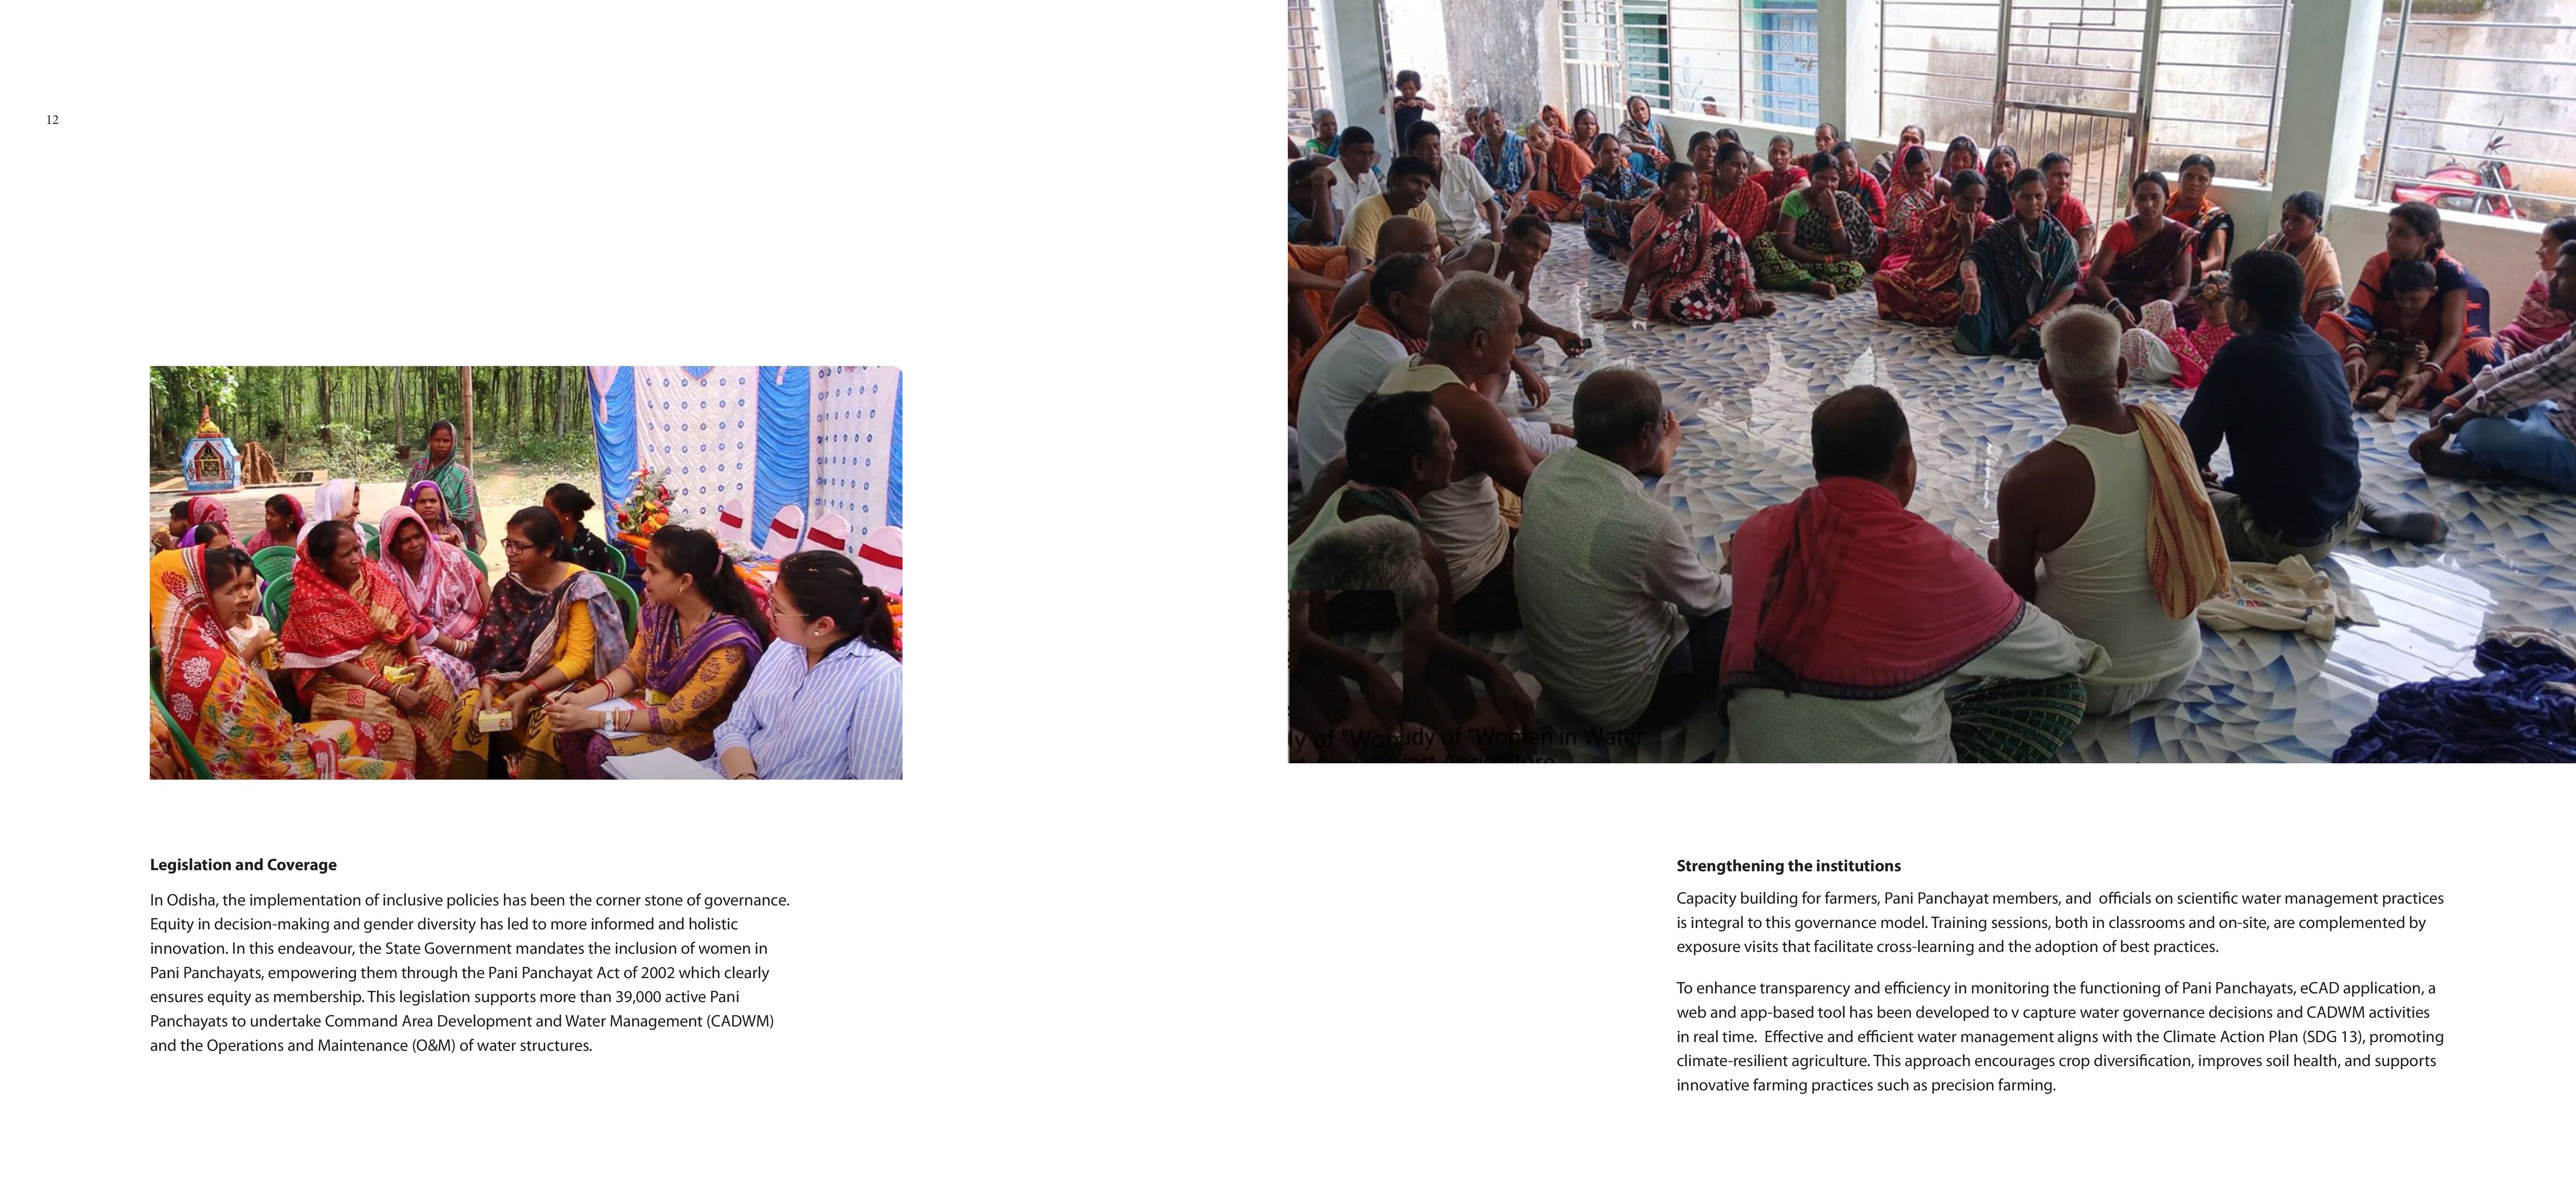 12
ly of "Wonudy of "Women in Water
Legislation and Coverage
In Odisha, the implementation of inclusive policies has been the corner stone of governance.
Equity in decision-making and gender diversity has led to more informed and holistic
innovation. In this endeavour, the State Government mandates the inclusion of women in
Pani Panchayats, empowering them through the Pani Panchayat Act of 2002 which clearly
ensures equity as membership. This legislation supports more than 39,000 active Pani
Panchayats to undertake Command Area Development and Water Management (CADWM)
and the Operations and Maintenance (O&M) of water structures.
Strengthening the institutions
Capacity building for farmers, Pani Panchayat members, and  officials on scientific water management practices
is integral to this governance model. Training sessions, both in classrooms and on-site, are complemented by
exposure visits that facilitate cross-learning and the adoption of best practices.
To enhance transparency and efficiency in monitoring the functioning of Pani Panchayats, eCAD application, a
web and app-based tool has been developed to v capture water governance decisions and CADWM activities
in real time.  Effective and efficient water management aligns with the Climate Action Plan (SDG 13), promoting
climate-resilient agriculture. This approach encourages crop diversification, improves soil health, and supports
innovative farming practices such as precision farming.